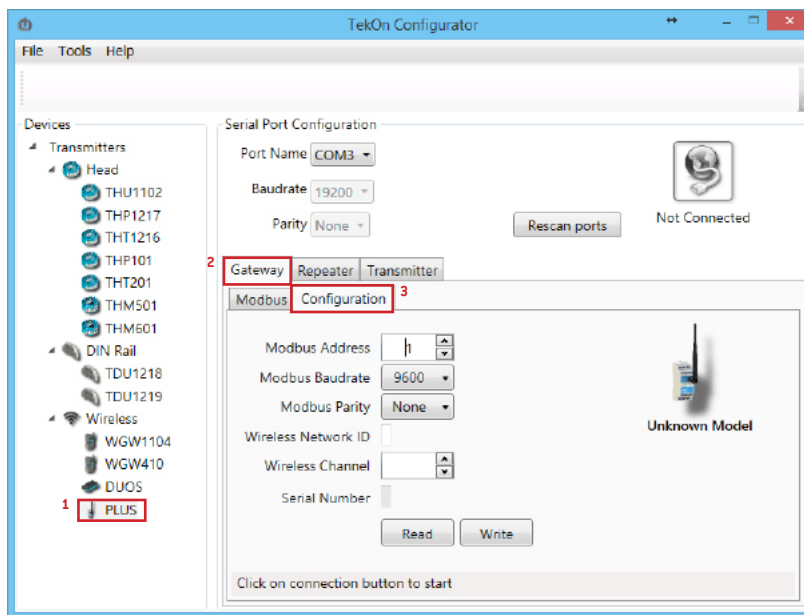 TekOn Configurator
File Tools Help
Devices
Transmitters
Head
THU1102
THP1217
THT1216
THP101
THT201
THM501
THM601
DIN Rail
TDU1218
TDU1219
Wireless
WGW1104
WGW410
DUOS
1 PLUS
Serial Port Configuration
Port Name COM3
Baudrate 19200
Parity None
Rescan ports
Not Connected
2 Gateway Repeater Transmitter
Modbus Configuration 3
Modbus Address 1
Modbus Baudrate 9600
Modbus Parity None
Wireless Network ID
Wireless Channel
Serial Number
Read Write
Unknown Model
Click on connection button to start